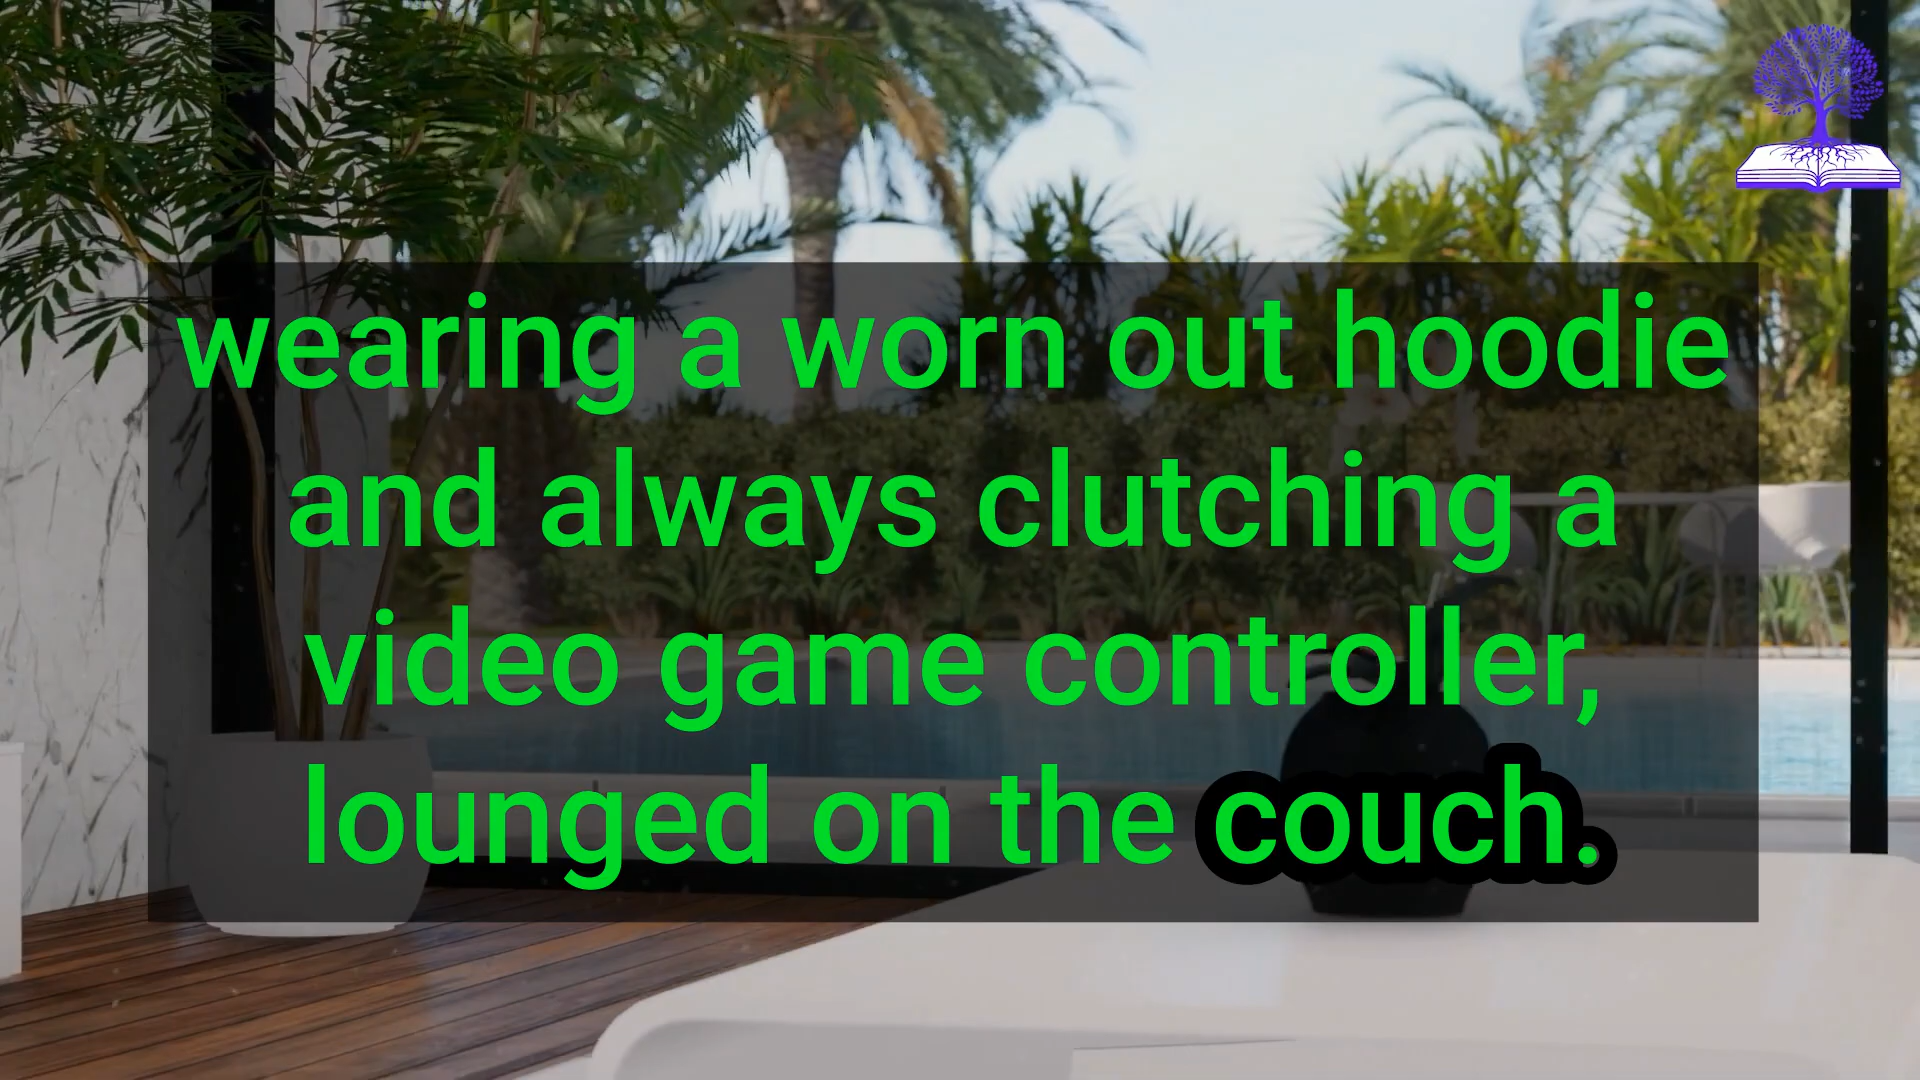 wearing a worn out hoodie
and always clutching a
video game controller,
lounged on the couch.